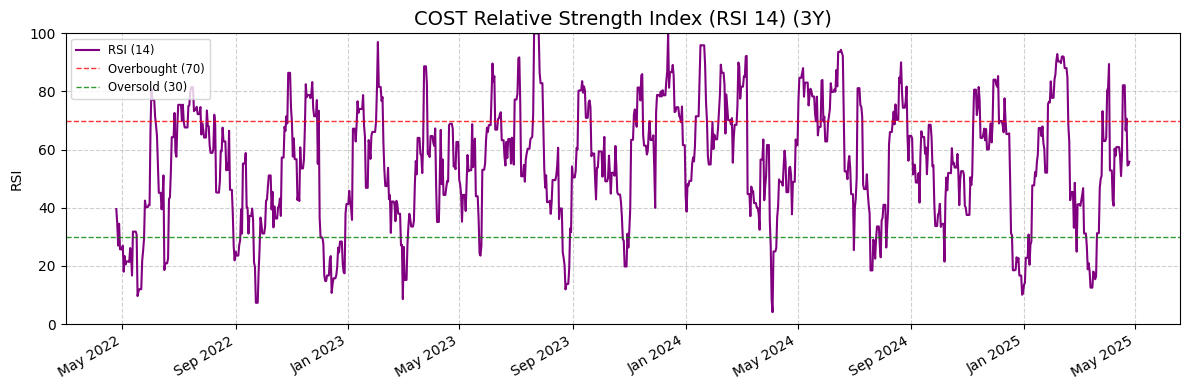 COST Relative Strength Index (RSI 14) (3Y)
100
80
60
40
20
0
RSI
RSI (14)
Overbought (70)
Oversold (30)
May 2022
Sep 2022
Jan 2023
May 2023
Sep 2023
Jan 2024
May 2024
Sep 2024
Jan 2025
May 2025